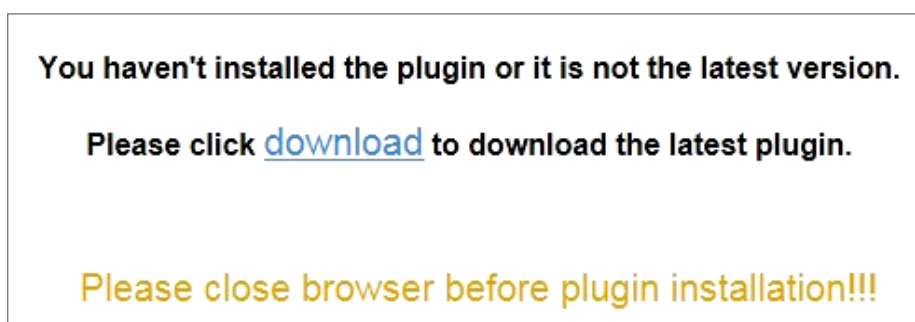 You haven't installed the plugin or it is not the latest version.
Please click download to download the latest plugin.
Please close browser before plugin installation!!!